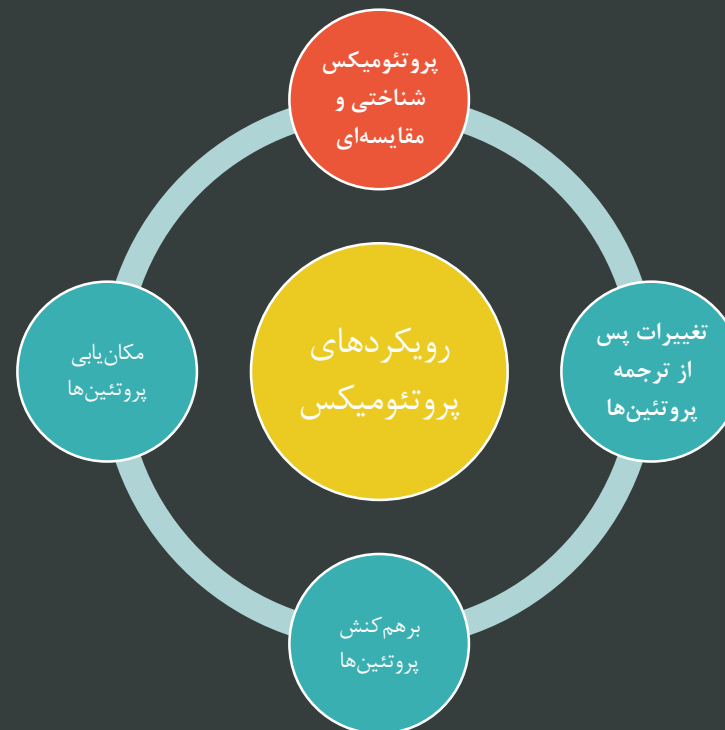 پروتئومیکس
شناختی و
مقایسه‌ای
تغییرات پس
از ترجمه
پروتئین‌ها
رویکردهای
پروتئومیکس
مکان‌یابی
پروتئین‌ها
برهم‌کنش
پروتئین‌ها